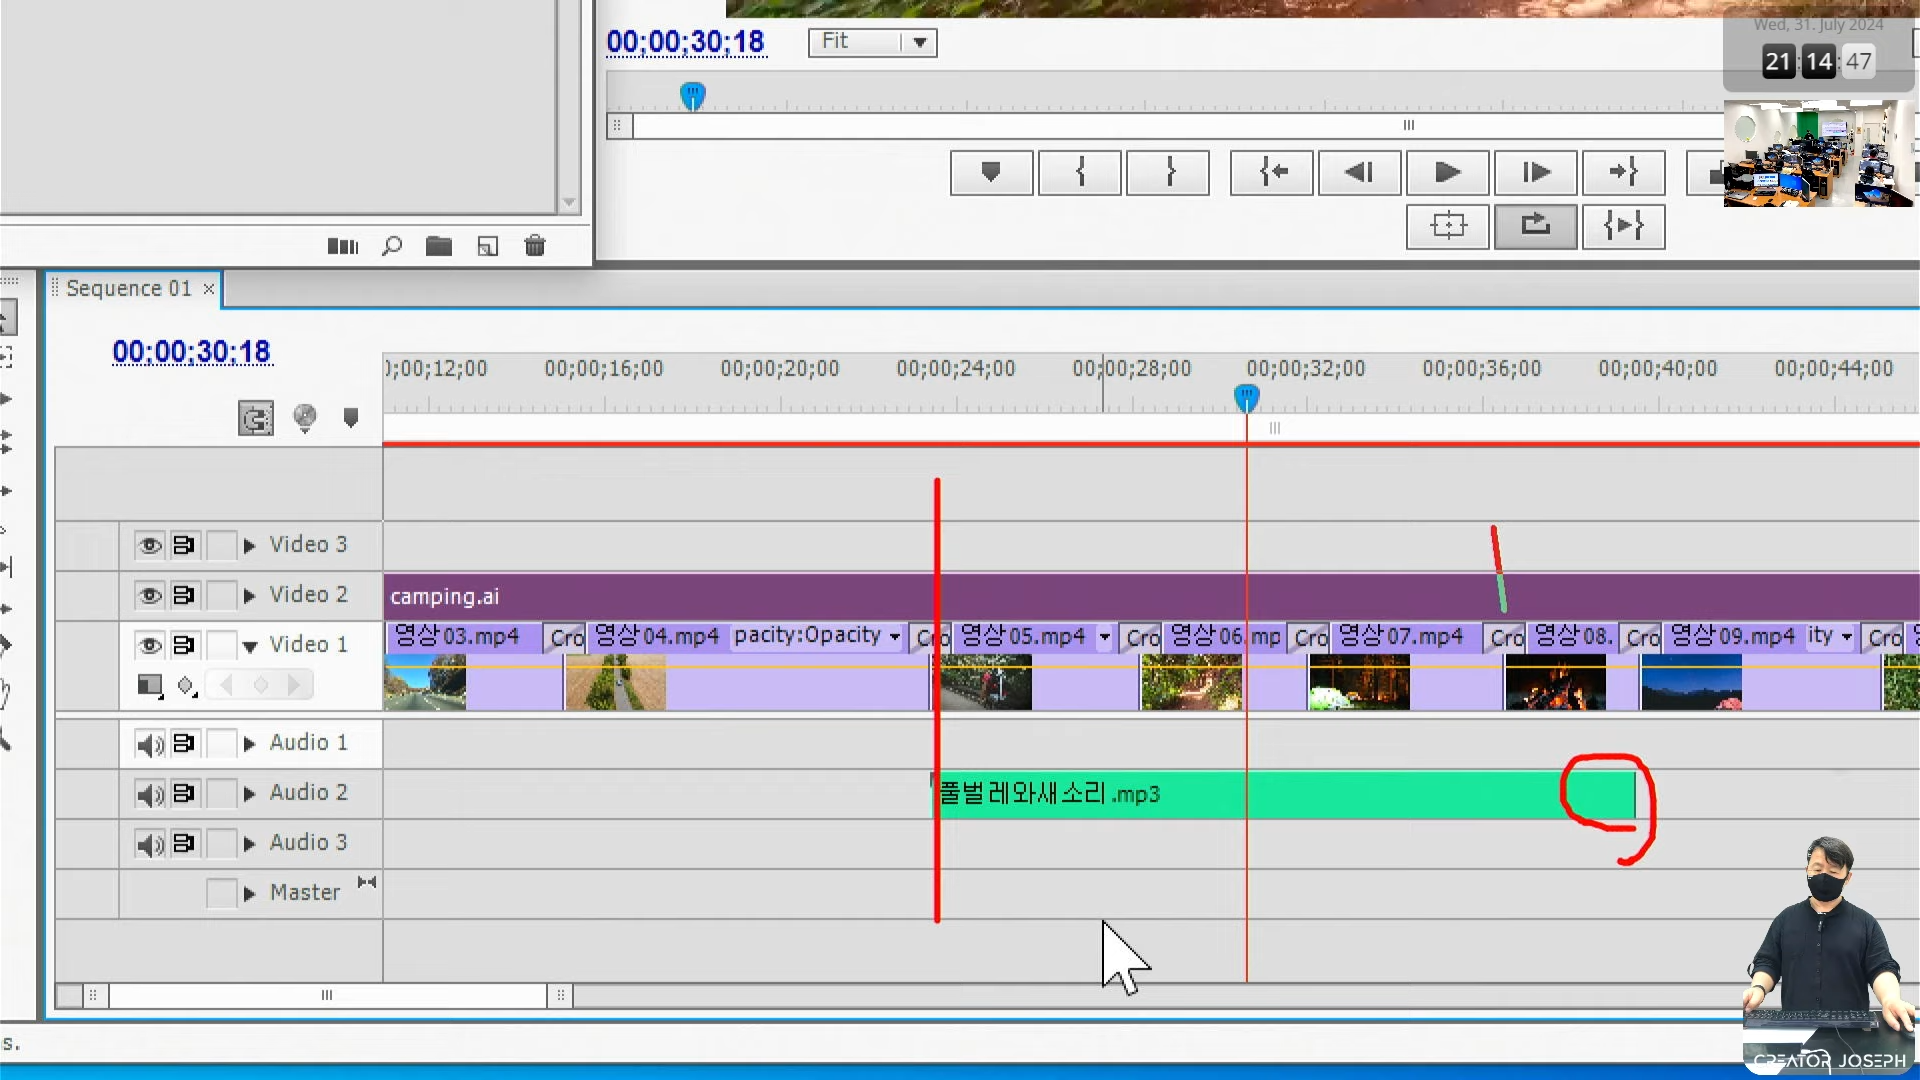 00;00;30;18
Fit
Wed, 31. July 2024
21:14:47
Sequence 01
00;00;30;18
;00;12;00 00;00;16;00 00;00;20;00 00;00;24;00 00;00;28;00 00;00;32;00 00;00;36;00 00;00;40;00 00;00;44;00
Video 3
Video 2
camping.ai
Video 1
영상03.mp4 Cro 영상04.mp4 pacity:Opacity Cro 영상05.mp4 Cro 영상06.mp Cro 영상07.mp4 Cro 영상08. Cro 영상09.mp4 ity Cro
Audio 1
Audio 2
풀벌레와새소리.mp3
Audio 3
Master
s.
CREATOR JOSEPH